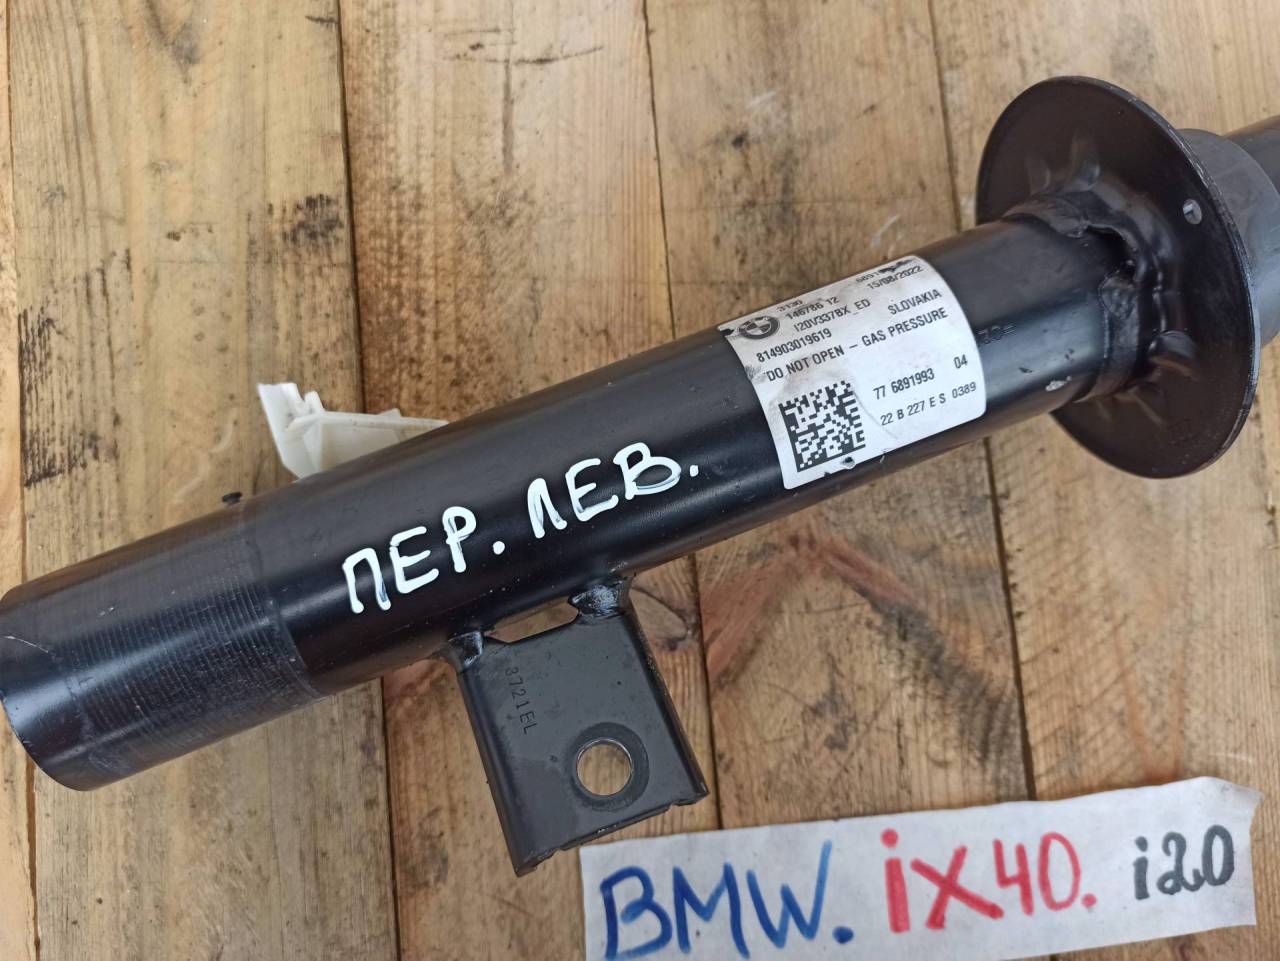 3130
146786 12
15/08/2022
I20V337BX_ED
SLOVAKIA
814903019619
DO NOT OPEN – GAS PRESSURE
77 6891993 04
22 B 227 E S 0389
ПЕР. ЛЕВ.
3721EL
BMW. iX40. i20